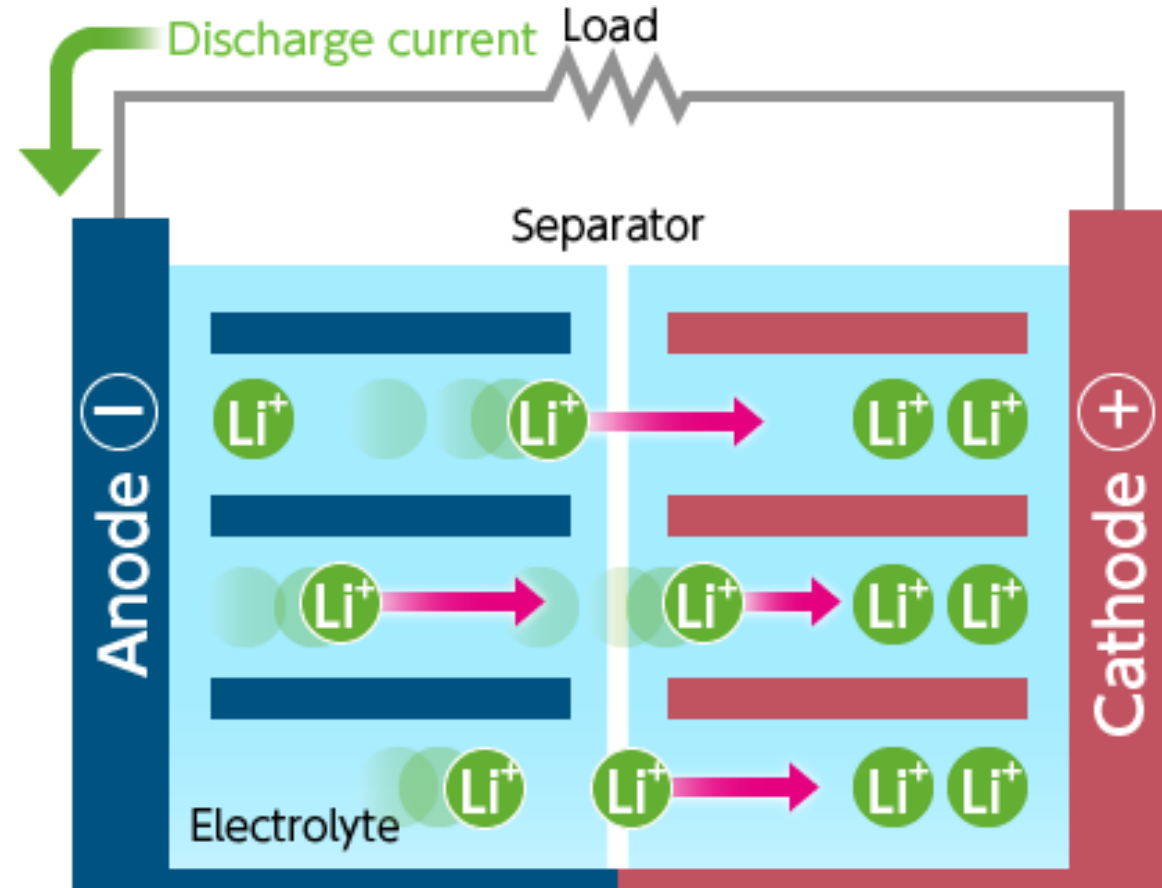 Discharge current
Load
Separator
Anode −
Cathode +
Li+
Li+
Li+
Li+
Li+
Li+
Li+
Li+
Li+
Li+
Li+
Li+
Electrolyte